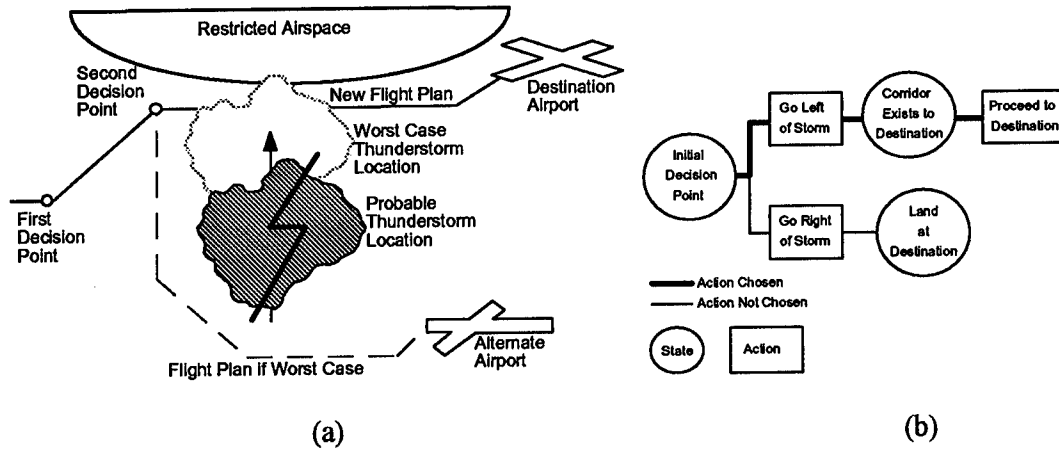 Restricted Airspace
Second
Decision
Point
New Flight Plan
Destination
Airport
Worst Case
Thunderstorm
Location
Probable
Thunderstorm
Location
First
Decision
Point
Alternate
Airport
Flight Plan if Worst Case
(a)
Initial
Decision
Point
Go Left
of Storm
Corridor
Exists to
Destination
Proceed to
Destination
Go Right
of Storm
Land
at
Destination
Action Chosen
Action Not Chosen
State
Action
(b)